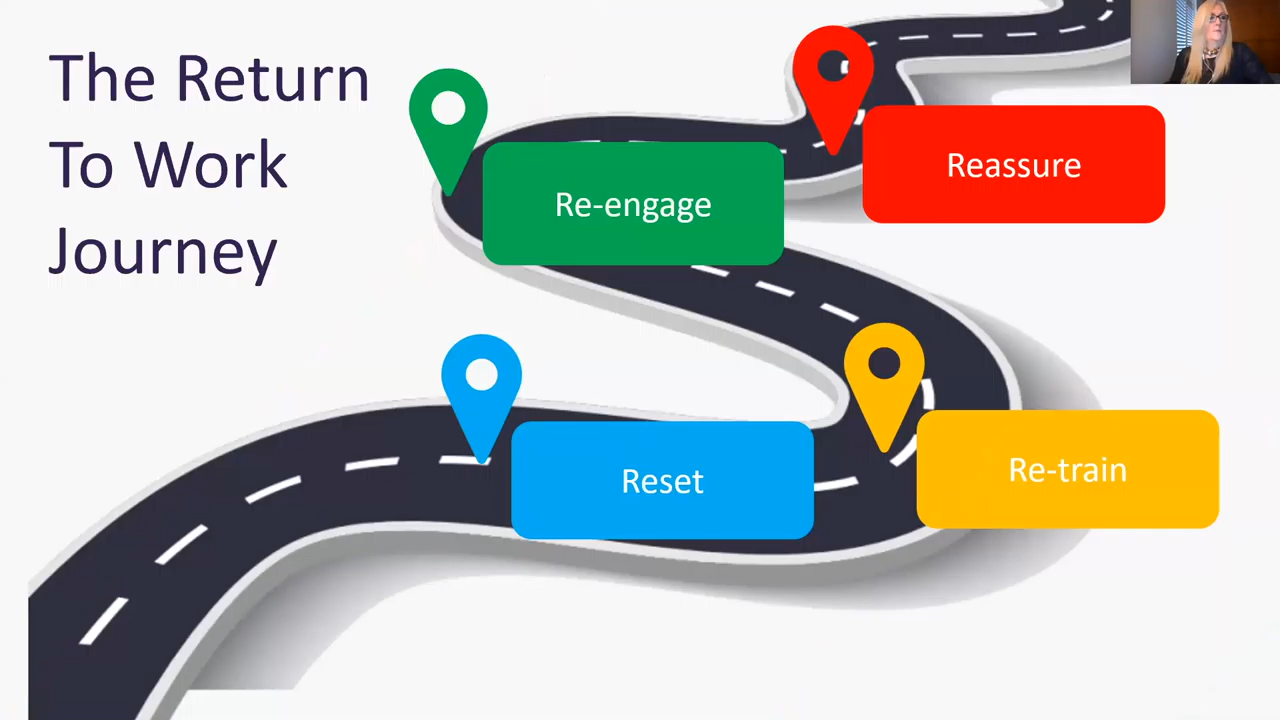 The Return
To Work
Journey
Reassure
Re-engage
Re-train
Reset